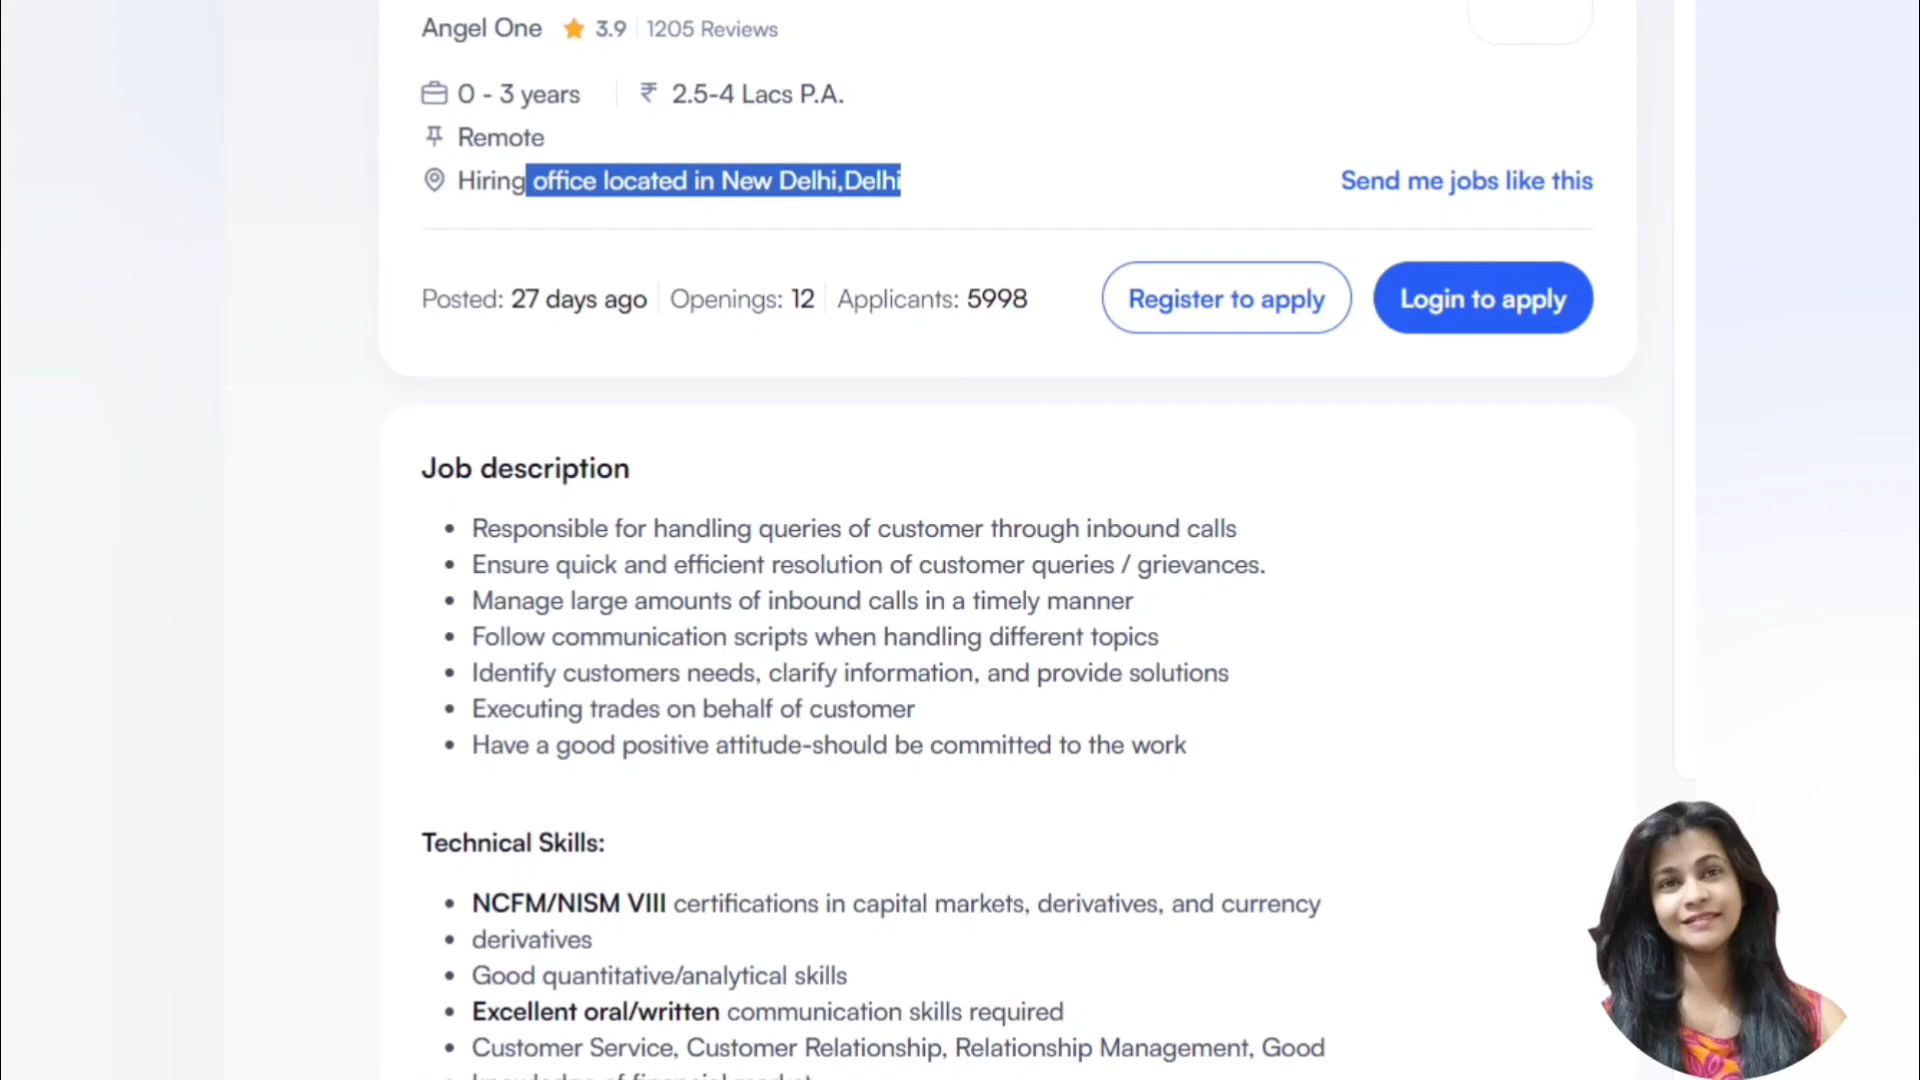 Angel One 3.9 1205 Reviews
0 - 3 years ₹ 2.5-4 Lacs P.A.
Remote
Hiring office located in New Delhi,Delhi
Send me jobs like this
Posted: 27 days ago Openings: 12 Applicants: 5998
Register to apply
Login to apply
Job description
• Responsible for handling queries of customer through inbound calls
• Ensure quick and efficient resolution of customer queries / grievances.
• Manage large amounts of inbound calls in a timely manner
• Follow communication scripts when handling different topics
• Identify customers needs, clarify information, and provide solutions
• Executing trades on behalf of customer
• Have a good positive attitude-should be committed to the work
Technical Skills:
• NCFM/NISM VIII certifications in capital markets, derivatives, and currency
• derivatives
• Good quantitative/analytical skills
• Excellent oral/written communication skills required
• Customer Service, Customer Relationship, Relationship Management, Good
• knowledge of financial market